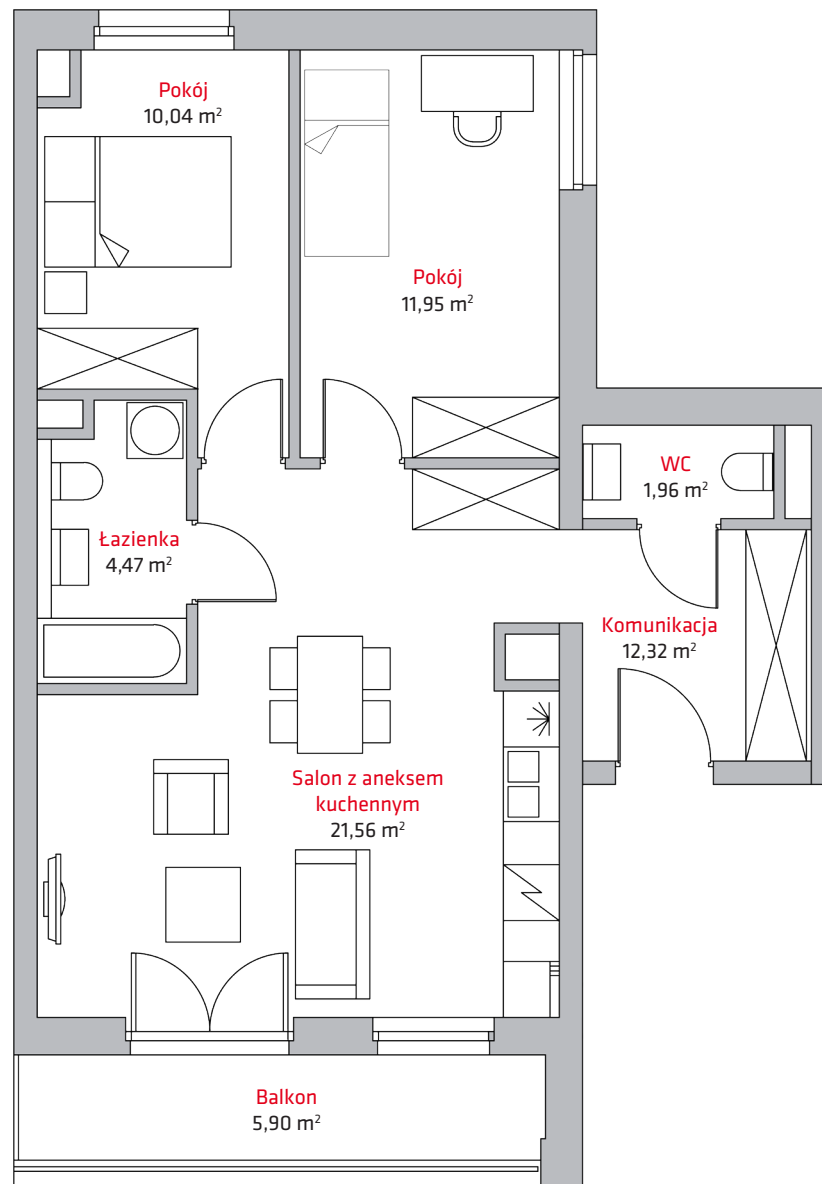 Pokój
10,04 m²
Pokój
11,95 m²
WC
1,96 m²
Łazienka
4,47 m²
Komunikacja
12,32 m²
Salon z aneksem
kuchennym
21,56 m²
Balkon
5,90 m²